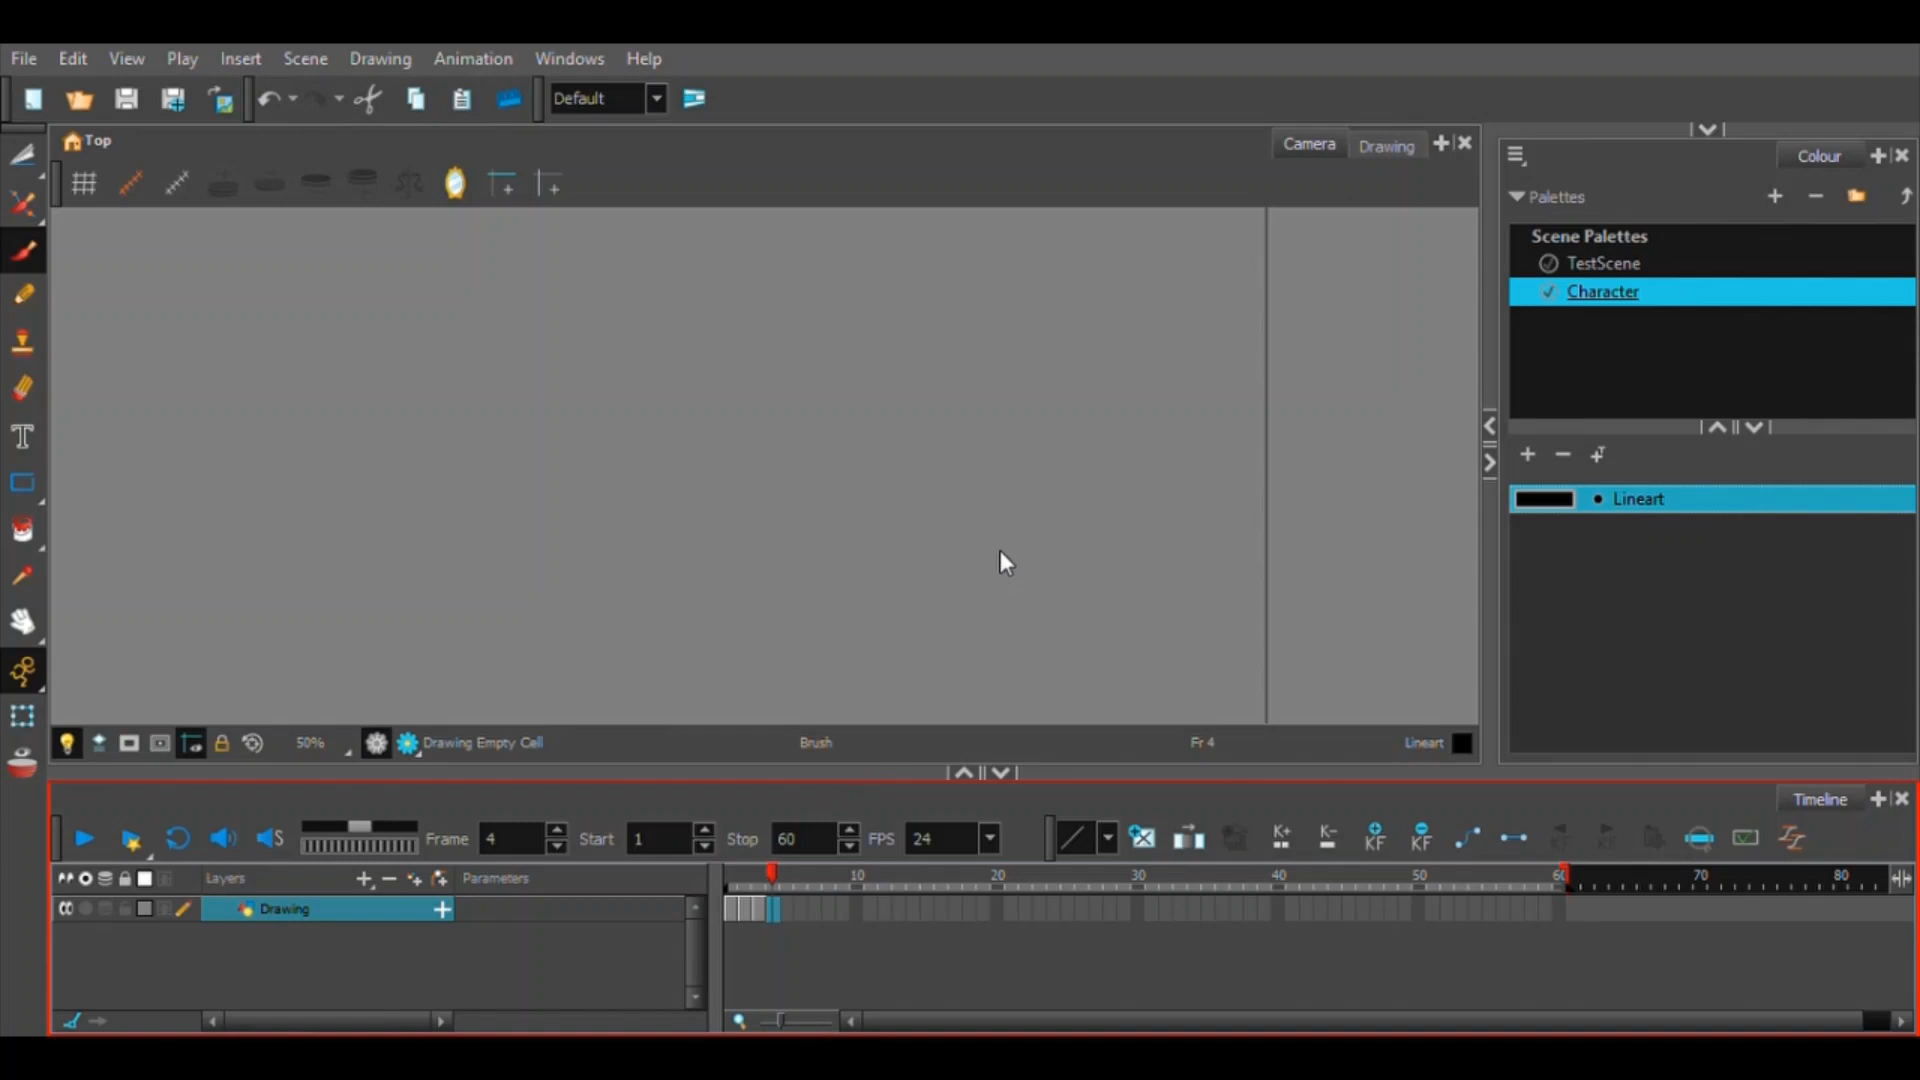 File Edit View Play Insert Scene Drawing Animation Windows Help
Default
Top
Camera
Drawing
Colour
Palettes
Scene Palettes
TestScene
Character
T
Lineart
50%
Drawing Empty Cell
Brush
Fr 4
Lineart
Timeline
S
Frame 4 Start 1 Stop 60 FPS 24
K+
K-
KF
KF
Layers
Parameters
10 20 30 40 50 60 70 80
Drawing